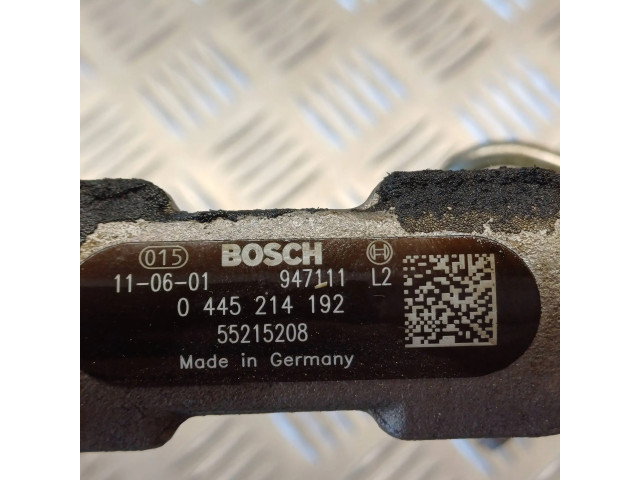 015 BOSCH
11-06-01 947111 L2
0 445 214 192
55215208
Made in Germany